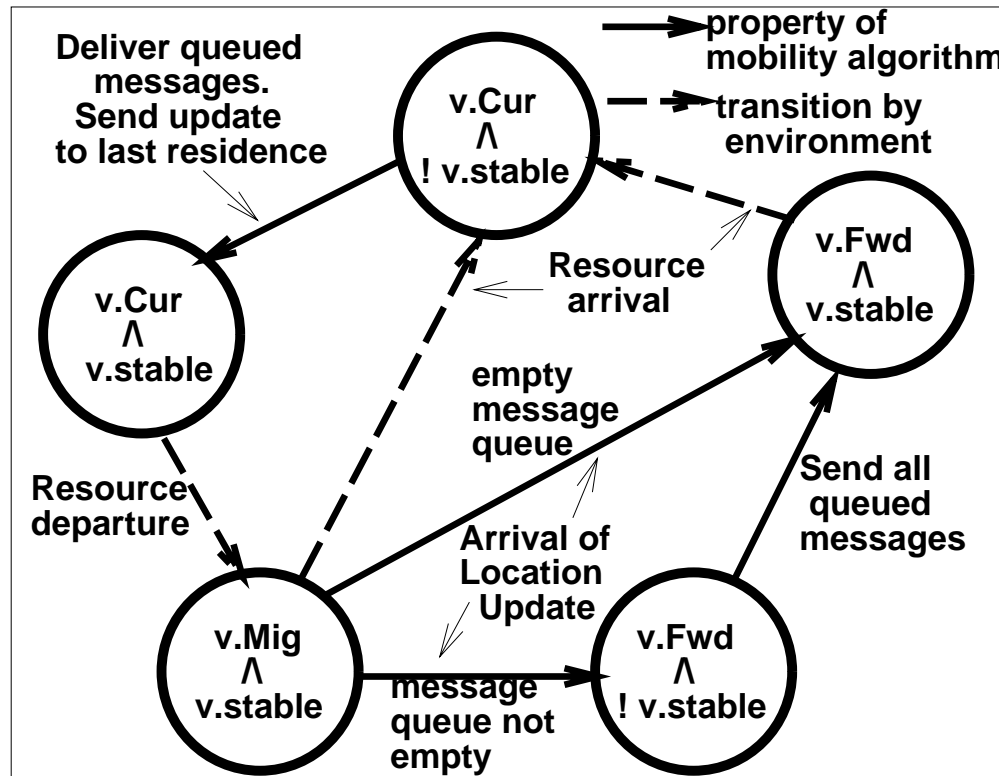 Deliver queued
messages.
Send update
to last residence
property of
mobility algorithm
transition by
environment
v.Cur
Λ
! v.stable
v.Fwd
Λ
v.stable
Resource
arrival
v.Cur
Λ
v.stable
empty
message
queue
Resource
departure
Send all
queued
messages
Arrival of
Location
Update
v.Mig
Λ
v.stable
v.Fwd
Λ
! v.stable
message
queue not
empty